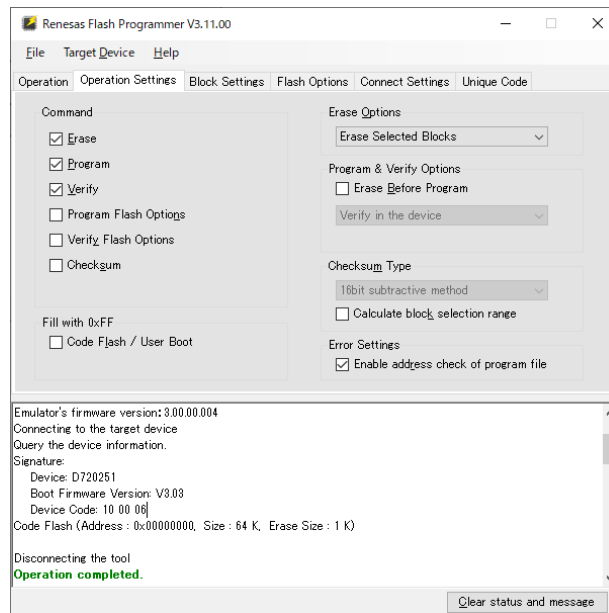 Renesas Flash Programmer V3.11.00
File Target Device Help
Operation Operation Settings Block Settings Flash Options Connect Settings Unique Code
Command
Erase
Program
Verify
Program Flash Options
Verify Flash Options
Checksum
Fill with 0xFF
Code Flash / User Boot
Erase Options
Erase Selected Blocks
Program & Verify Options
Erase Before Program
Verify in the device
Checksum Type
16bit subtractive method
Calculate block selection range
Error Settings
Enable address check of program file
Emulator's firmware version: 3.00.00.004
Connecting to the target device
Query the device information.
Signature:
Device: D720251
Boot Firmware Version: V3.03
Device Code: 10 00 06
Code Flash (Address : 0x00000000, Size : 64 K, Erase Size : 1 K)
Disconnecting the tool
Operation completed.
Clear status and message